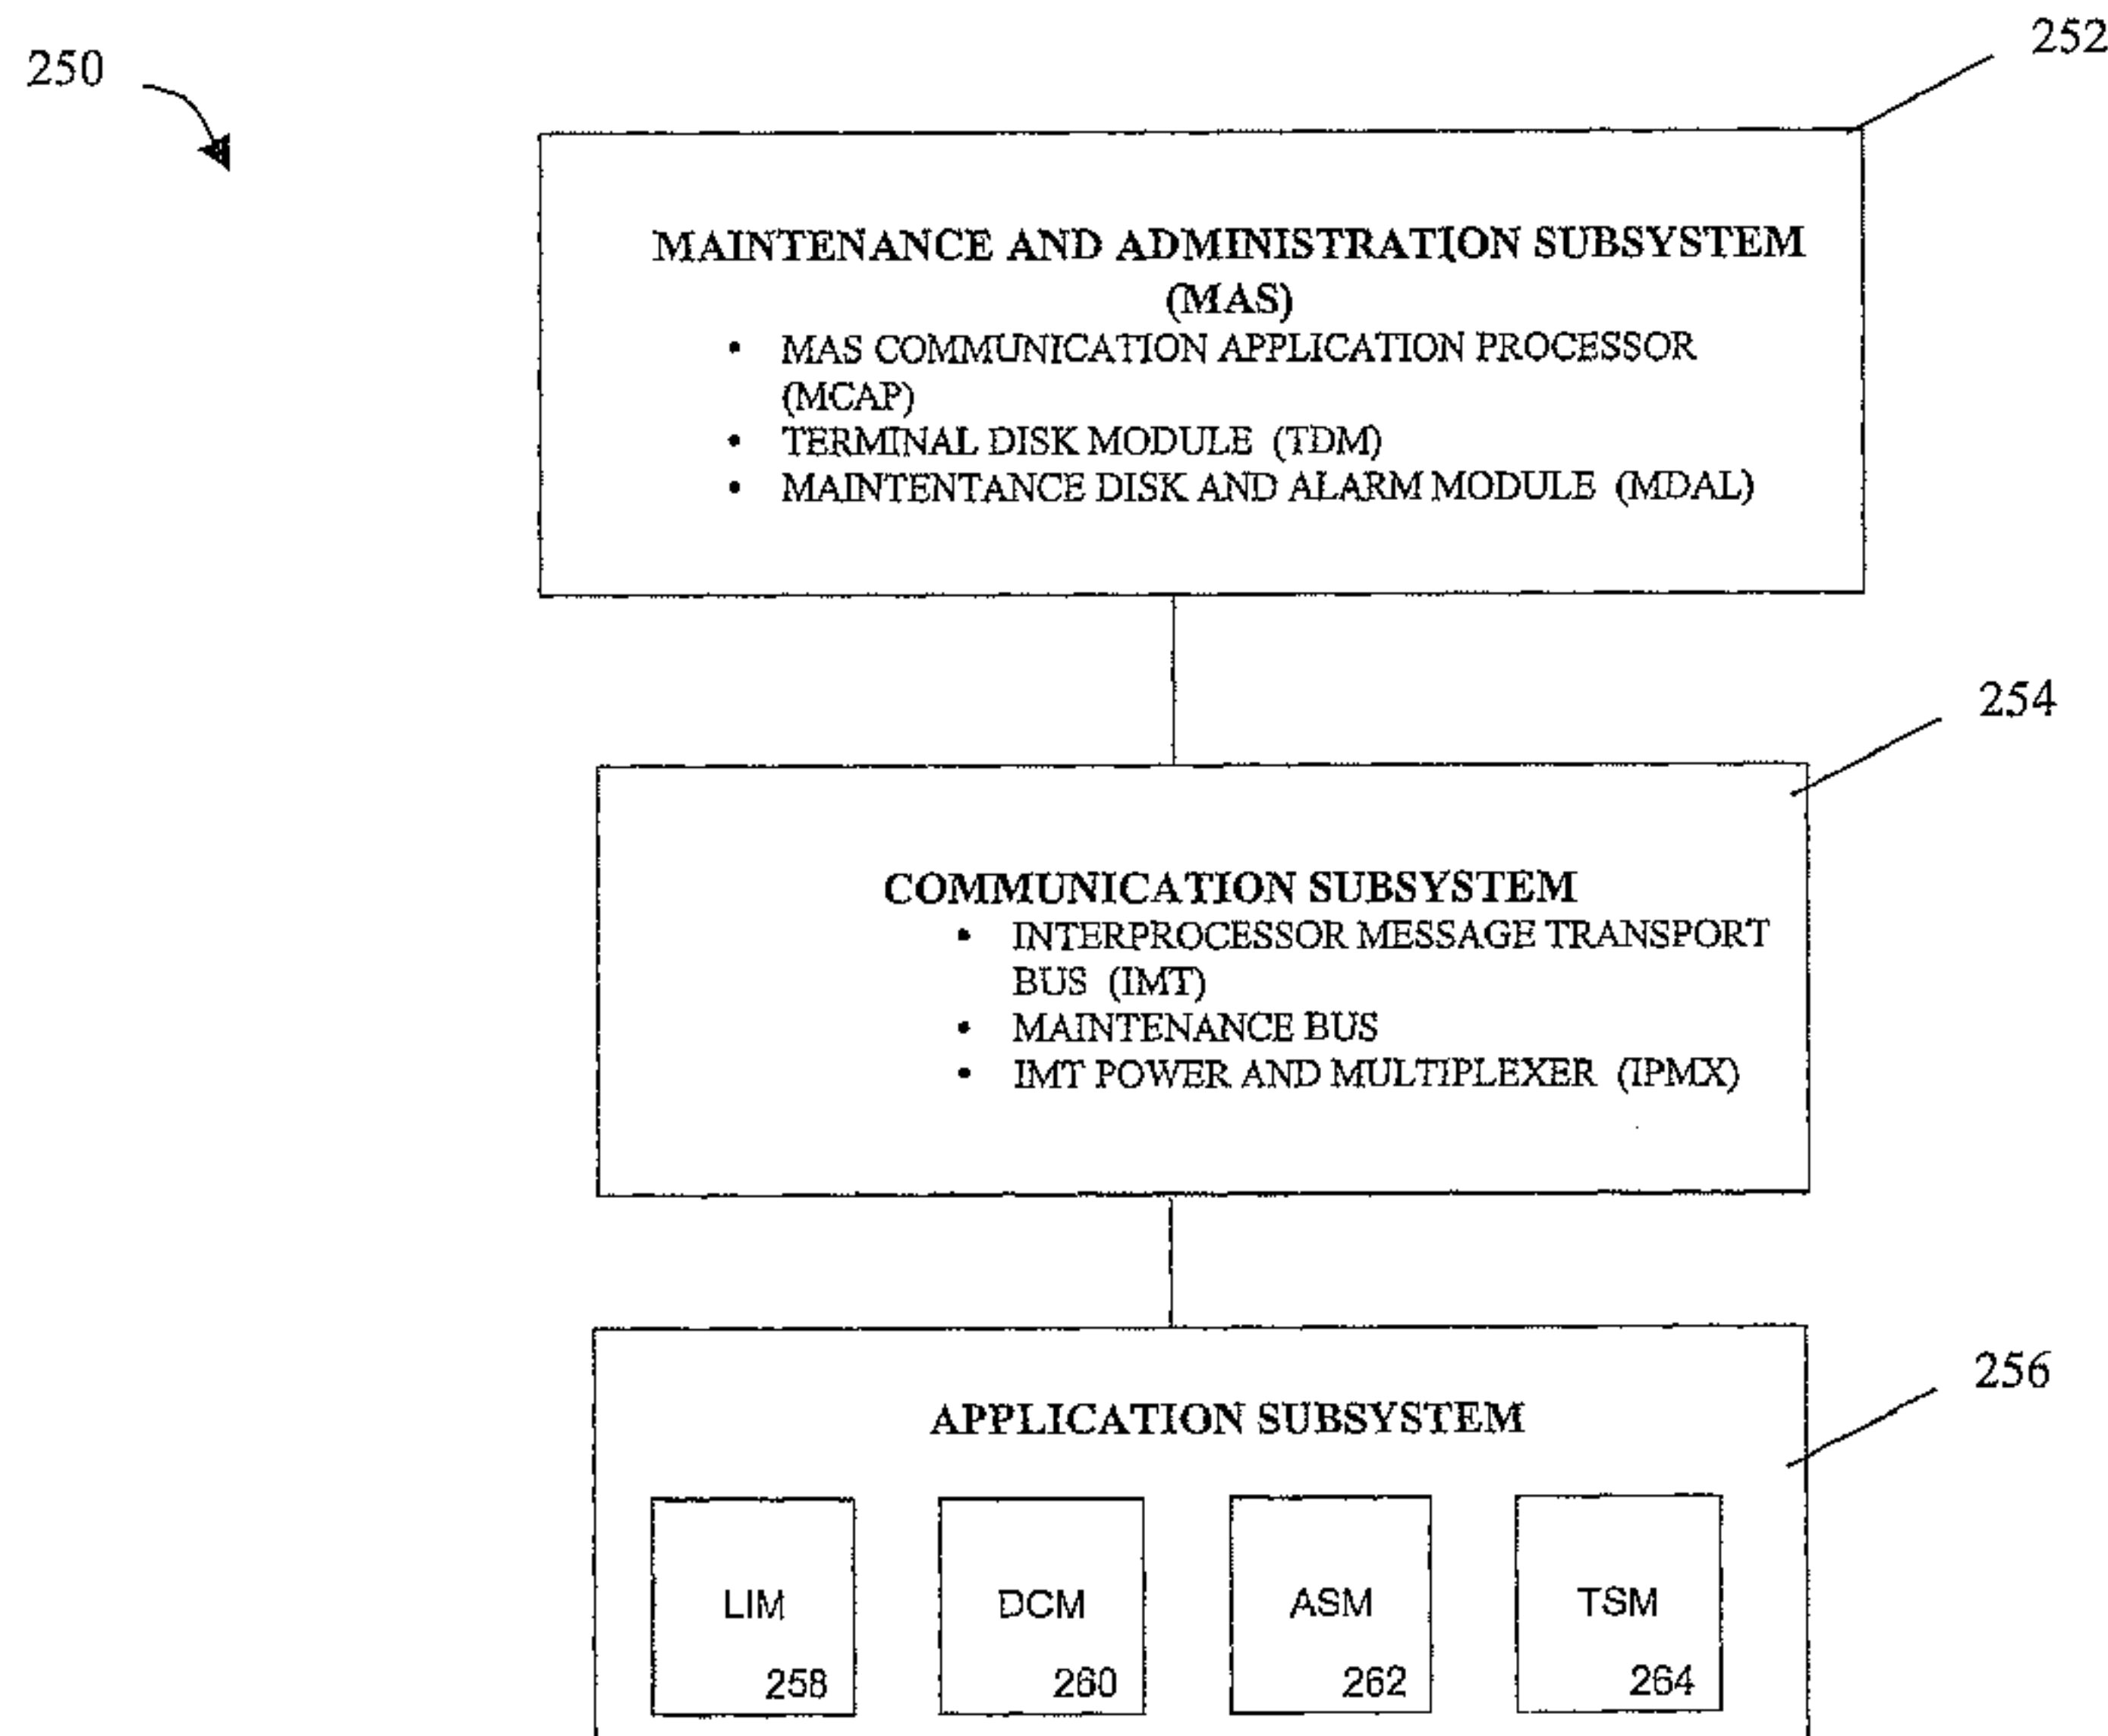 250
252
MAINTENANCE AND ADMINISTRATION SUBSYSTEM
(MAS)
• MAS COMMUNICATION APPLICATION PROCESSOR
(MCAP)
• TERMINAL DISK MODULE (TDM)
• MAINTENTANCE DISK AND ALARM MODULE (MDAL)
254
COMMUNICATION SUBSYSTEM
• INTERPROCESSOR MESSAGE TRANSPORT
BUS (IMT)
• MAINTENANCE BUS
• IMT POWER AND MULTIPLEXER (IPMX)
256
APPLICATION SUBSYSTEM
LIM DCM ASM TSM
258 260 262 264